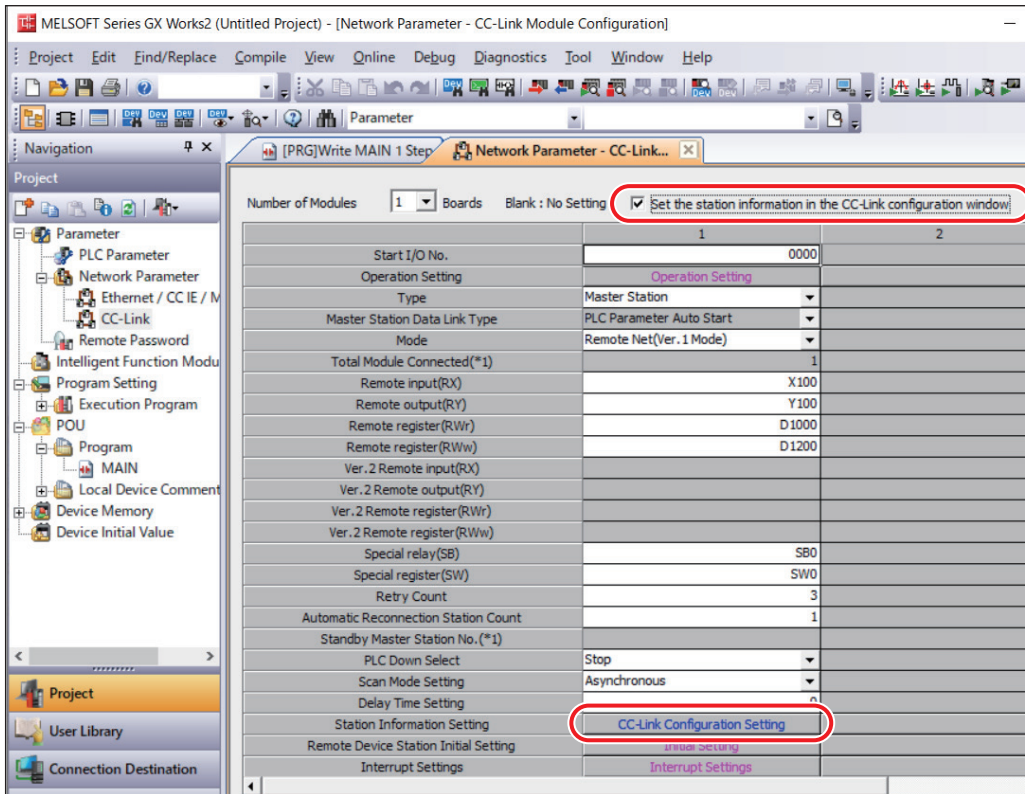 MELSOFT Series GX Works2 (Untitled Project) - [Network Parameter - CC-Link Module Configuration]
Project Edit Find/Replace Compile View Online Debug Diagnostics Tool Window Help
Parameter
Navigation
[PRG]Write MAIN 1 Step
Network Parameter - CC-Link...
Project
Number of Modules 1 Boards Blank : No Setting Set the station information in the CC-Link configuration window
Parameter
PLC Parameter
Network Parameter
Ethernet / CC IE / M
CC-Link
Remote Password
Intelligent Function Modu
Program Setting
Execution Program
POU
Program
MAIN
Local Device Comment
Device Memory
Device Initial Value
1 2
Start I/O No. 0000
Operation Setting Operation Setting
Type Master Station
Master Station Data Link Type PLC Parameter Auto Start
Mode Remote Net(Ver.1 Mode)
Total Module Connected(*1) 1
Remote input(RX) X100
Remote output(RY) Y100
Remote register(RWr) D1000
Remote register(RWw) D1200
Ver.2 Remote input(RX)
Ver.2 Remote output(RY)
Ver.2 Remote register(RWr)
Ver.2 Remote register(RWw)
Special relay(SB) SB0
Special register(SW) SW0
Retry Count 3
Automatic Reconnection Station Count 1
Standby Master Station No.(*1)
PLC Down Select Stop
Scan Mode Setting Asynchronous
Delay Time Setting 0
Station Information Setting CC-Link Configuration Setting
Remote Device Station Initial Setting Initial Setting
Interrupt Settings Interrupt Settings
Project
User Library
Connection Destination